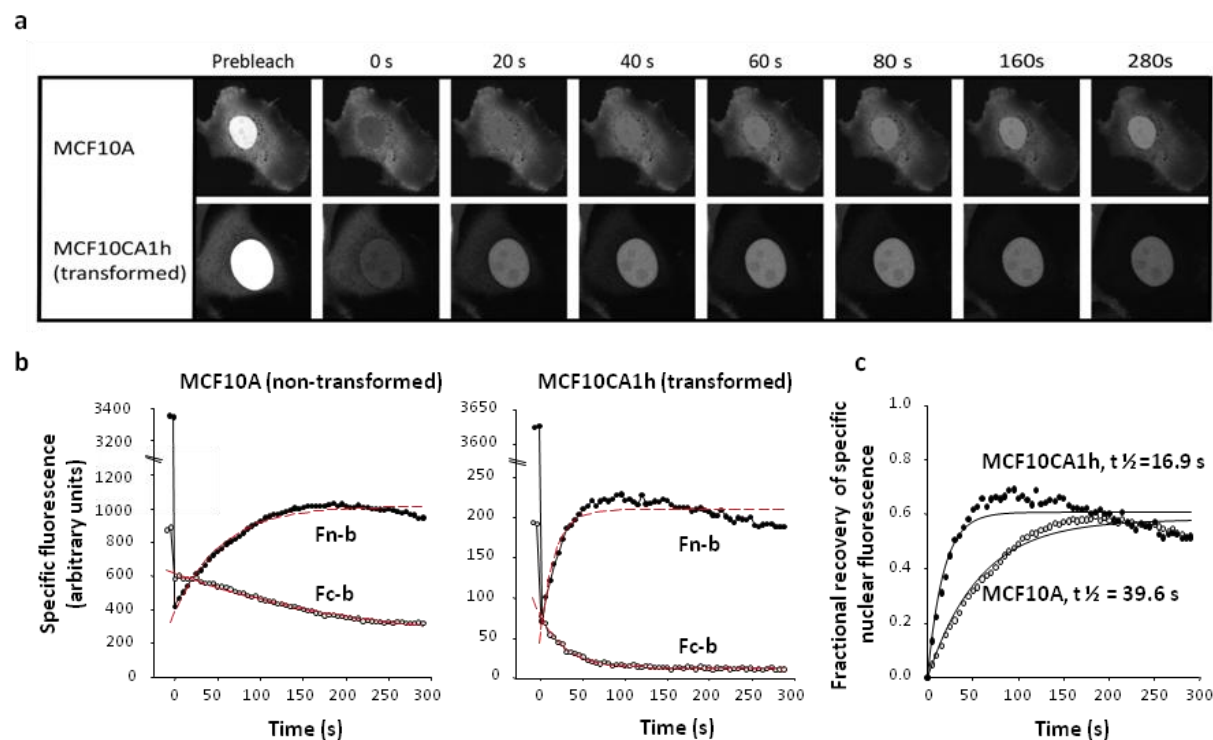 a
Prebleach 0 s 20 s 40 s 60 s 80 s 160s 280s
MCF10A
MCF10CA1h
(transformed)
b
MCF10A (non-transformed)
Specific fluorescence
(arbitrary units)
3400
3200
1200
1000
800
600
400
200
0
Fn-b
Fc-b
0 50 100 150 200 250 300
Time (s)
MCF10CA1h (transformed)
3650
3600
250
200
150
100
50
0
Fn-b
Fc-b
0 50 100 150 200 250 300
Time (s)
c
Fractional recovery of specific
nuclear fluorescence
1.0
0.8
0.6
0.4
0.2
0.0
MCF10CA1h, t ½=16.9 s
MCF10A, t ½ = 39.6 s
0 50 100 150 200 250 300
Time (s)